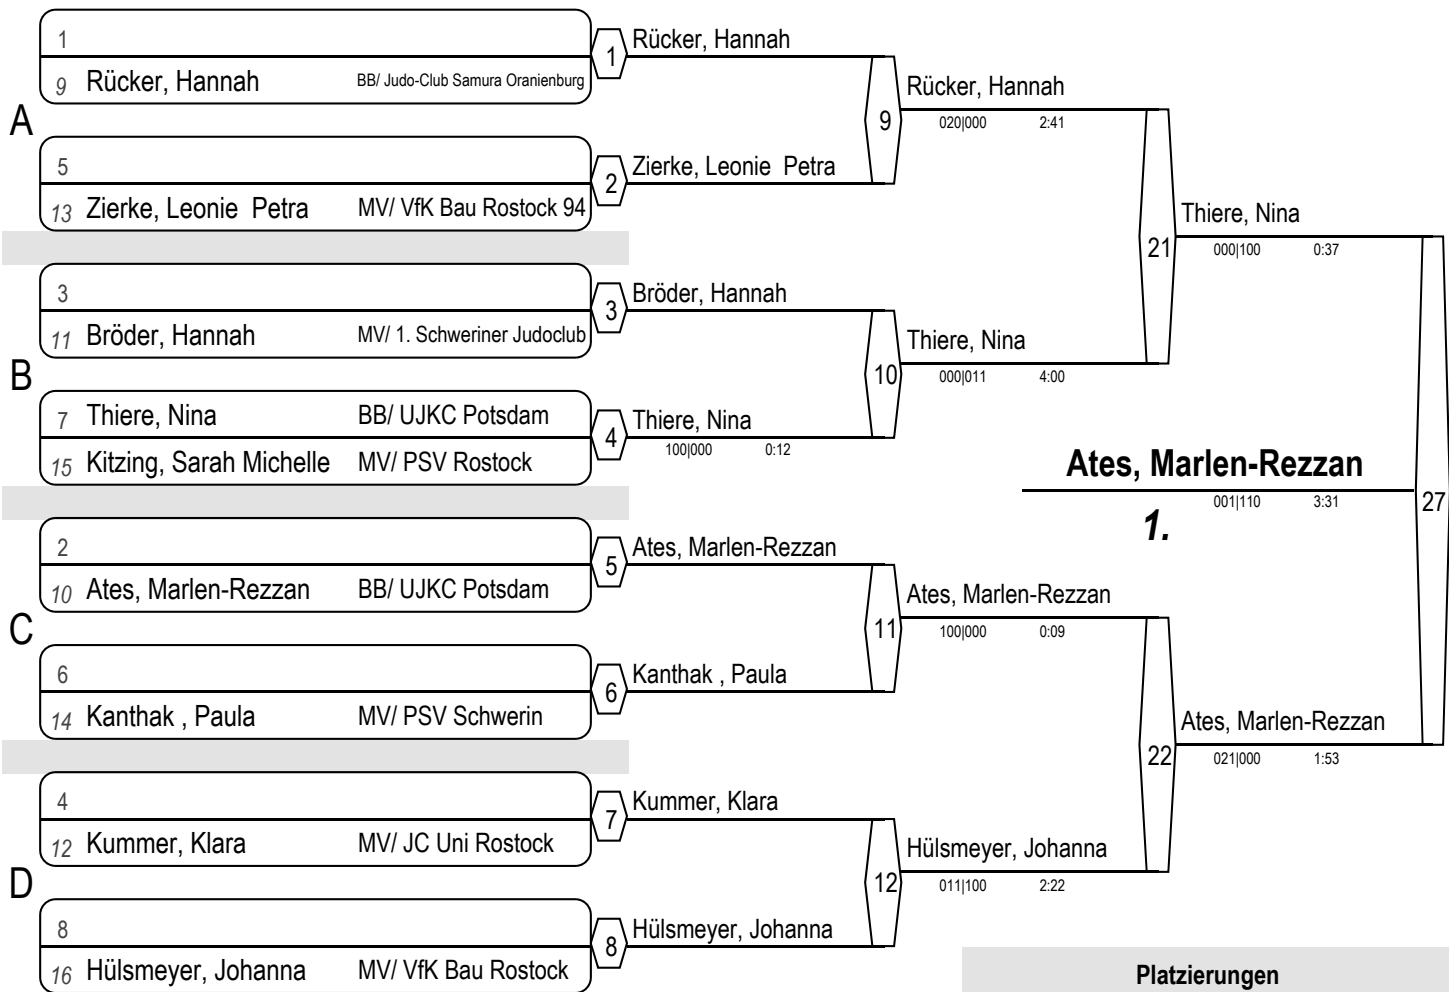 1
9 Rücker, Hannah BB/ Judo-Club Samura Oranienburg
1
Rücker, Hannah
A
5
13 Zierke, Leonie Petra MV/ VfK Bau Rostock 94
2
Zierke, Leonie Petra
9
Rücker, Hannah
020|000 2:41
3
11 Bröder, Hannah MV/ 1. Schweriner Judoclub
3
Bröder, Hannah
B
7 Thiere, Nina BB/ UJKC Potsdam
15 Kitzing, Sarah Michelle MV/ PSV Rostock
4
Thiere, Nina
100|000 0:12
10
Thiere, Nina
000|011 4:00
21
Thiere, Nina
000|100 0:37
2
10 Ates, Marlen-Rezzan BB/ UJKC Potsdam
5
Ates, Marlen-Rezzan
C
6
14 Kanthak , Paula MV/ PSV Schwerin
6
Kanthak , Paula
11
Ates, Marlen-Rezzan
100|000 0:09
4
12 Kummer, Klara MV/ JC Uni Rostock
7
Kummer, Klara
D
8
16 Hülsmeyer, Johanna MV/ VfK Bau Rostock
8
Hülsmeyer, Johanna
12
Hülsmeyer, Johanna
011|100 2:22
22
Ates, Marlen-Rezzan
021|000 1:53
27
Ates, Marlen-Rezzan
001|110 3:31
1.
Platzierungen